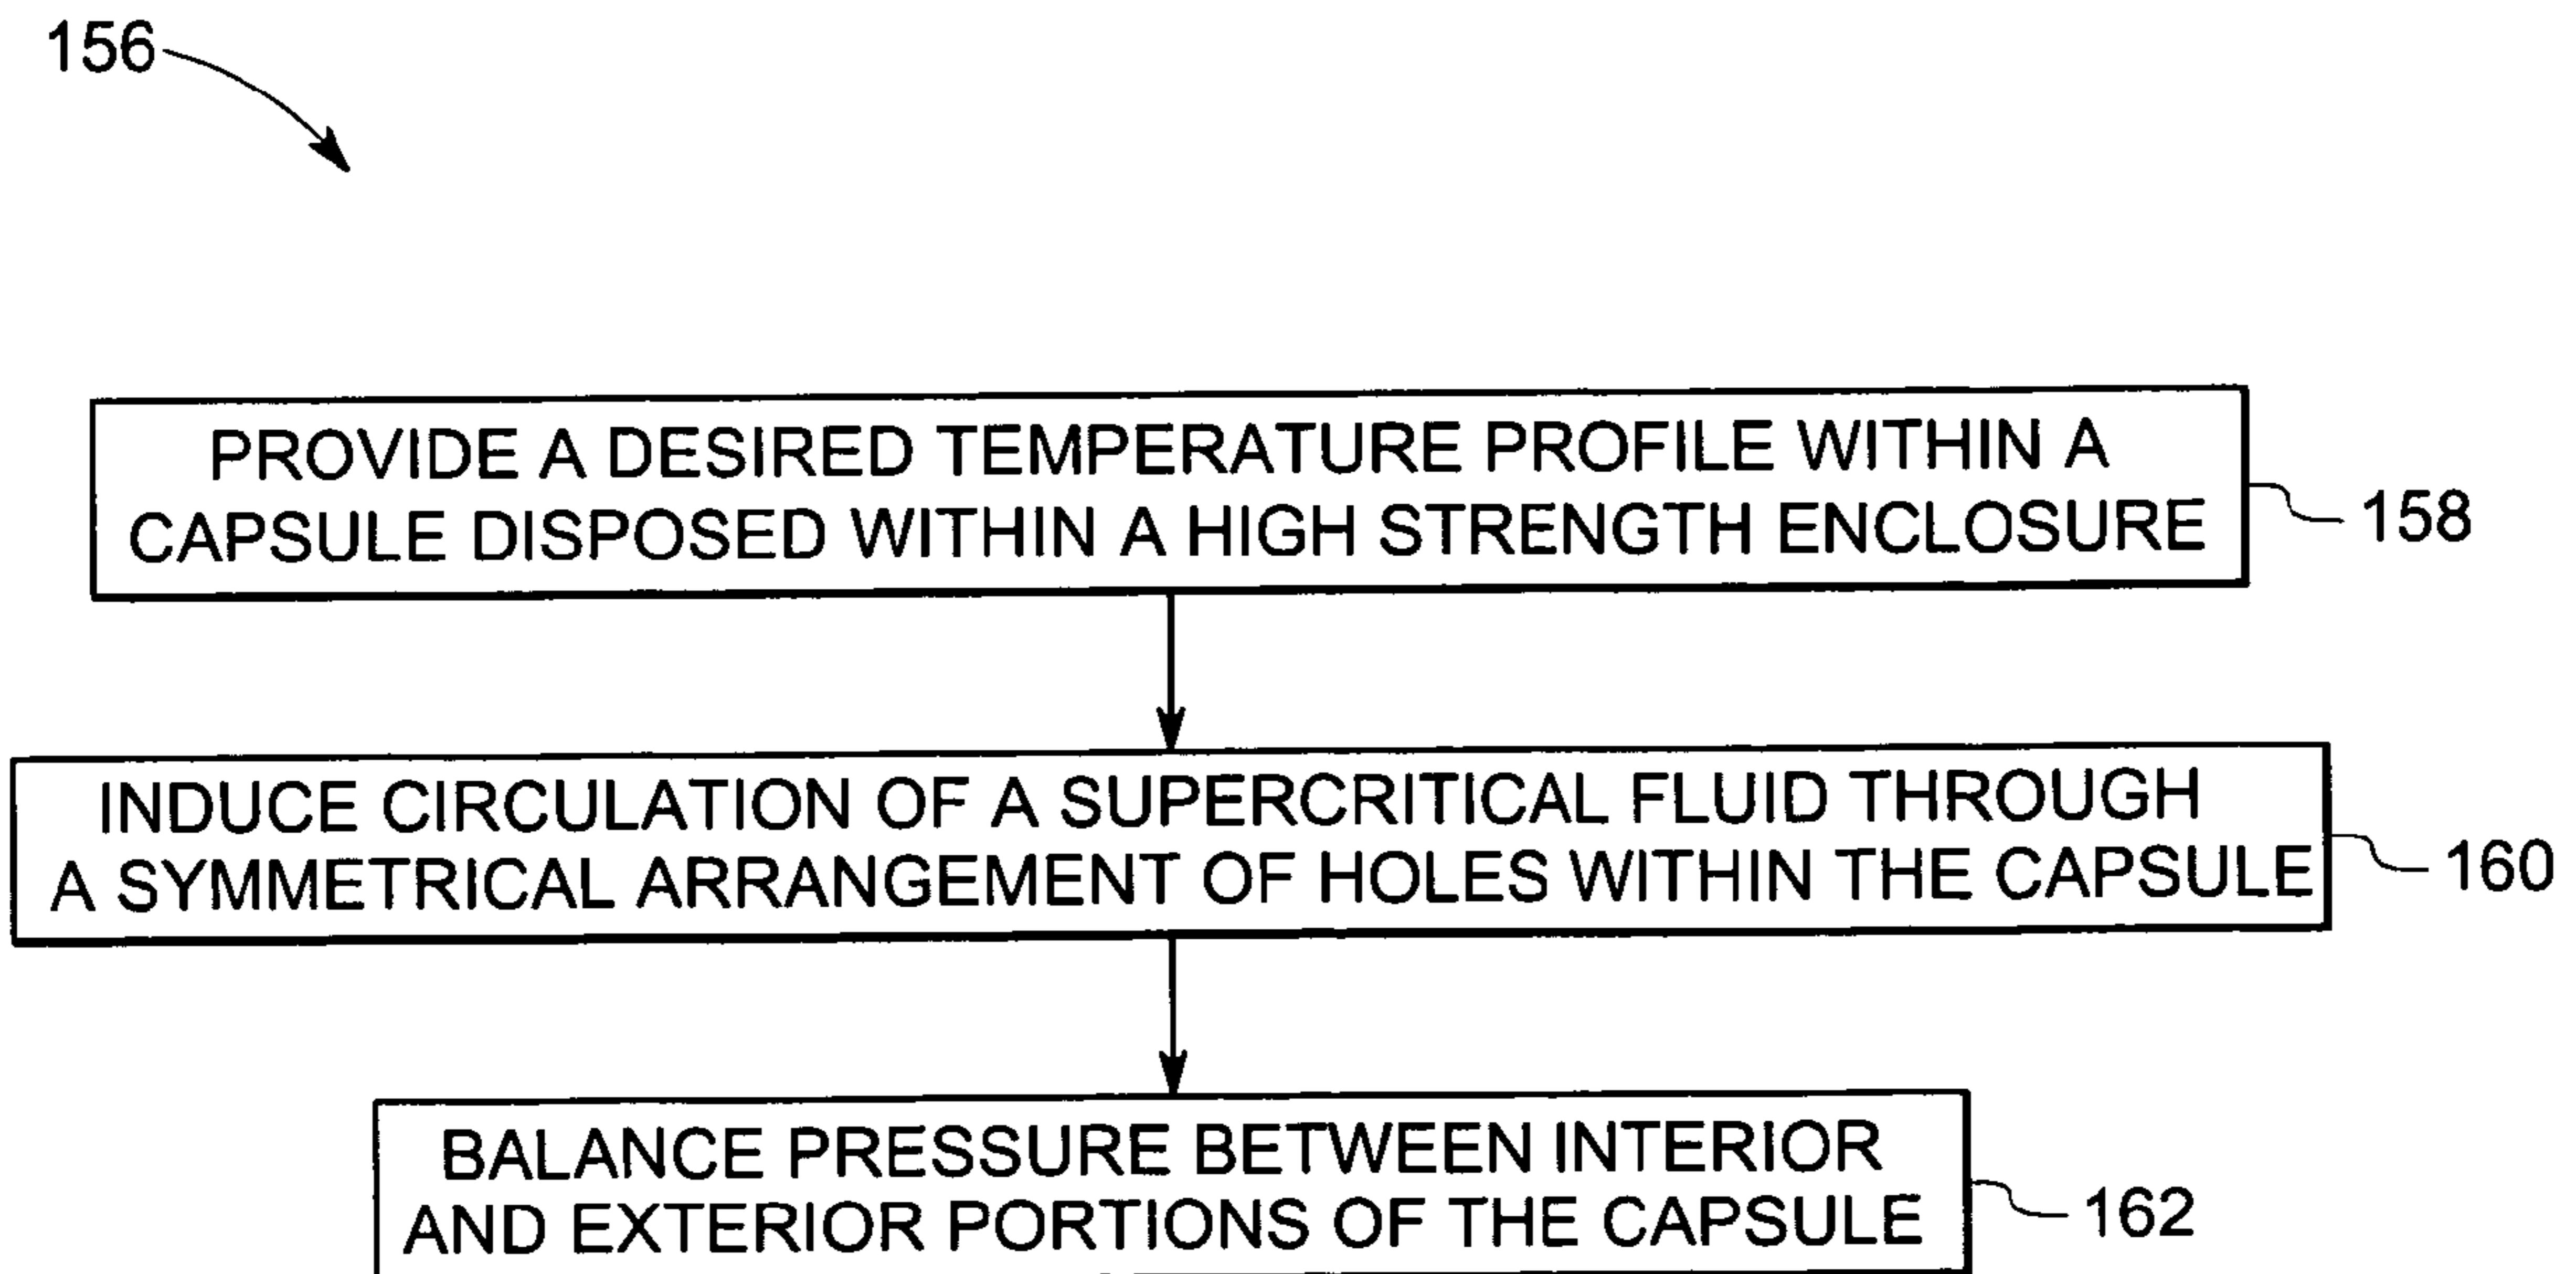 156
PROVIDE A DESIRED TEMPERATURE PROFILE WITHIN A
CAPSULE DISPOSED WITHIN A HIGH STRENGTH ENCLOSURE
158
INDUCE CIRCULATION OF A SUPERCRITICAL FLUID THROUGH
A SYMMETRICAL ARRANGEMENT OF HOLES WITHIN THE CAPSULE
160
BALANCE PRESSURE BETWEEN INTERIOR
AND EXTERIOR PORTIONS OF THE CAPSULE
162